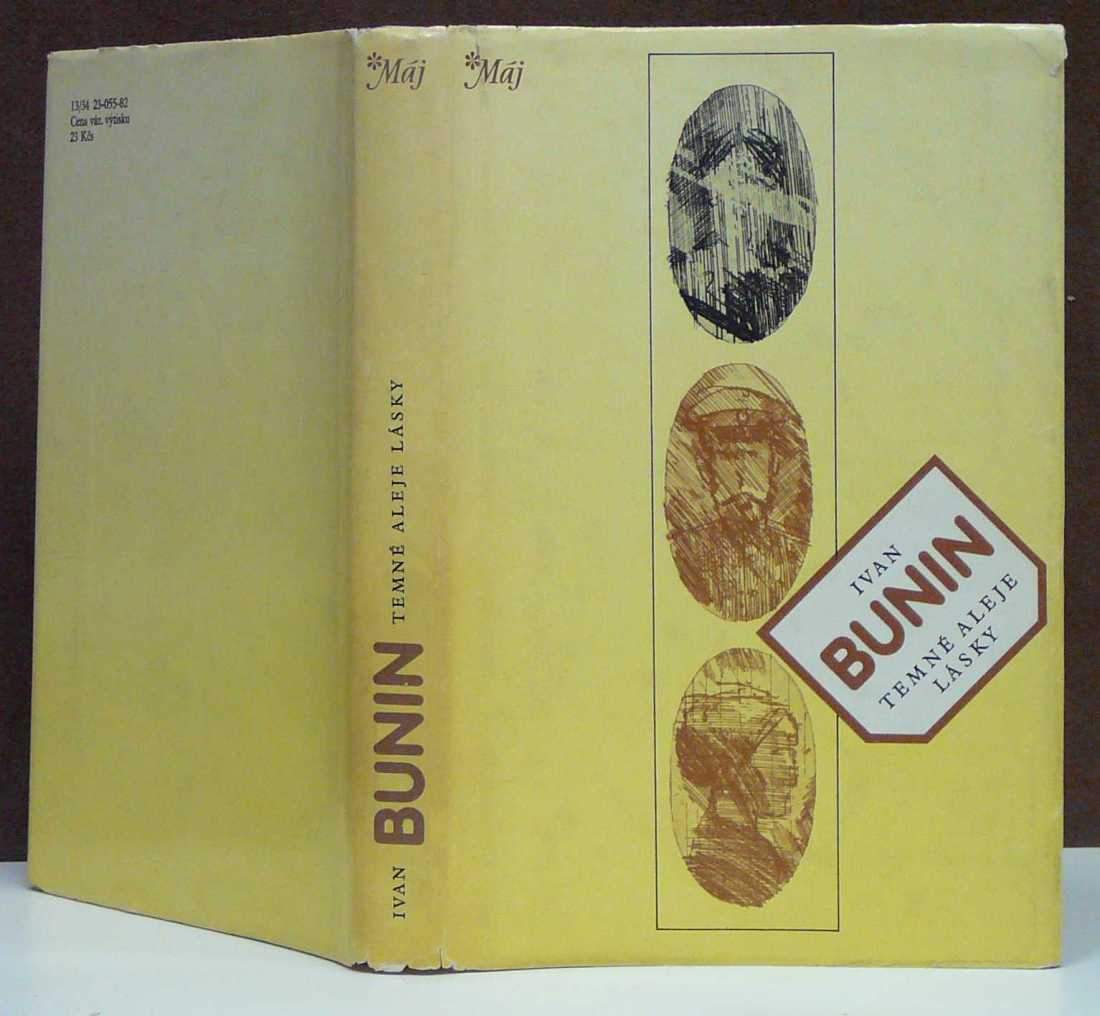 13/34 23-055-82
Cena váz. výtisku
23 Kčs
*Máj
IVAN BUNIN TEMNÉ ALEJE LÁSKY
*Máj
IVAN
BUNIN
TEMNÉ ALEJE
LÁSKY